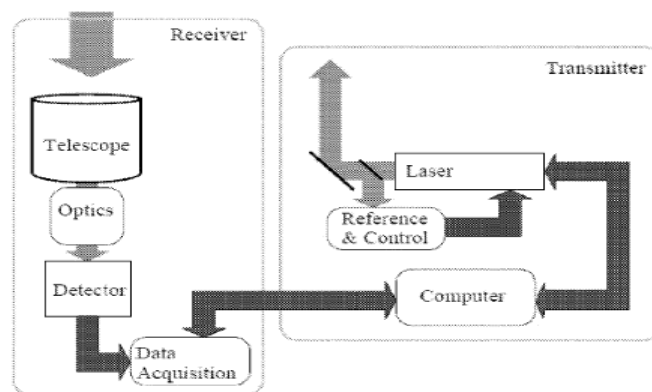 Receiver
Transmitter
Telescope
Laser
Optics
Reference
& Control
Detector
Computer
Data
Acquisition